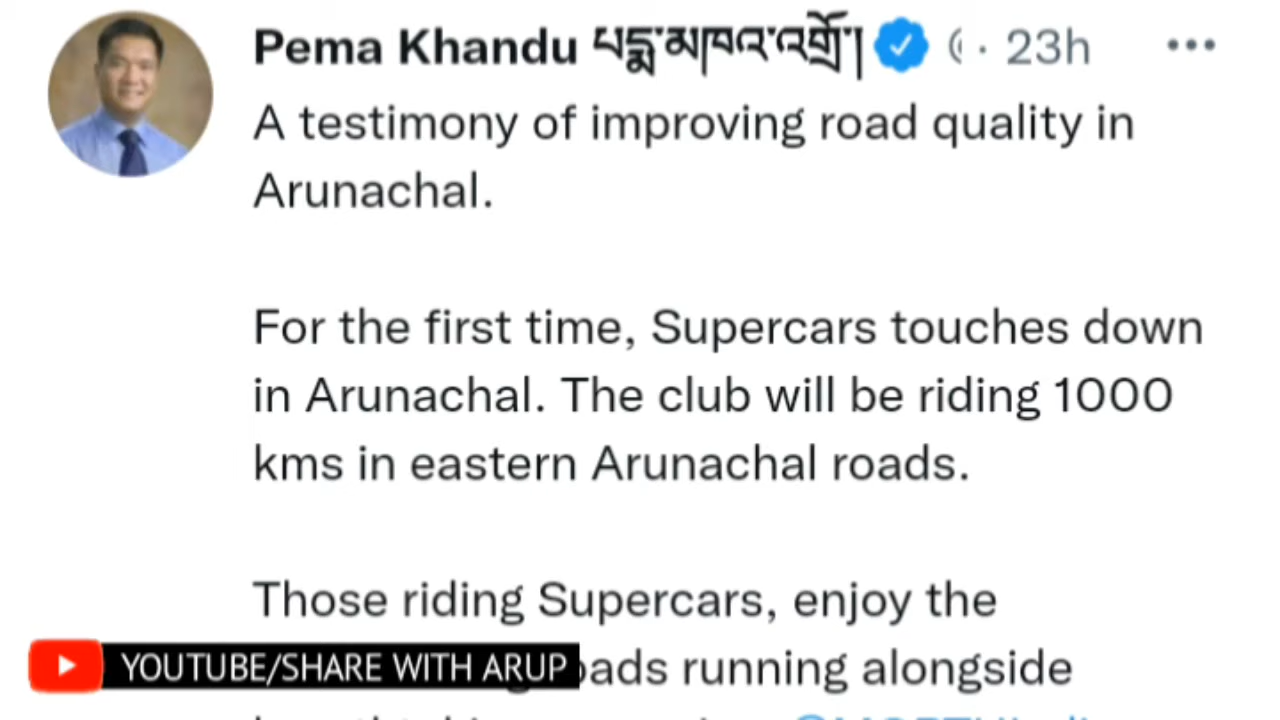 Pema Khandu པདྨ་མཁའ་འགྲོ། · 23h
A testimony of improving road quality in
Arunachal.
For the first time, Supercars touches down
in Arunachal. The club will be riding 1000
kms in eastern Arunachal roads.
Those riding Supercars, enjoy the
running alongside
YOUTUBE/SHARE WITH ARUP